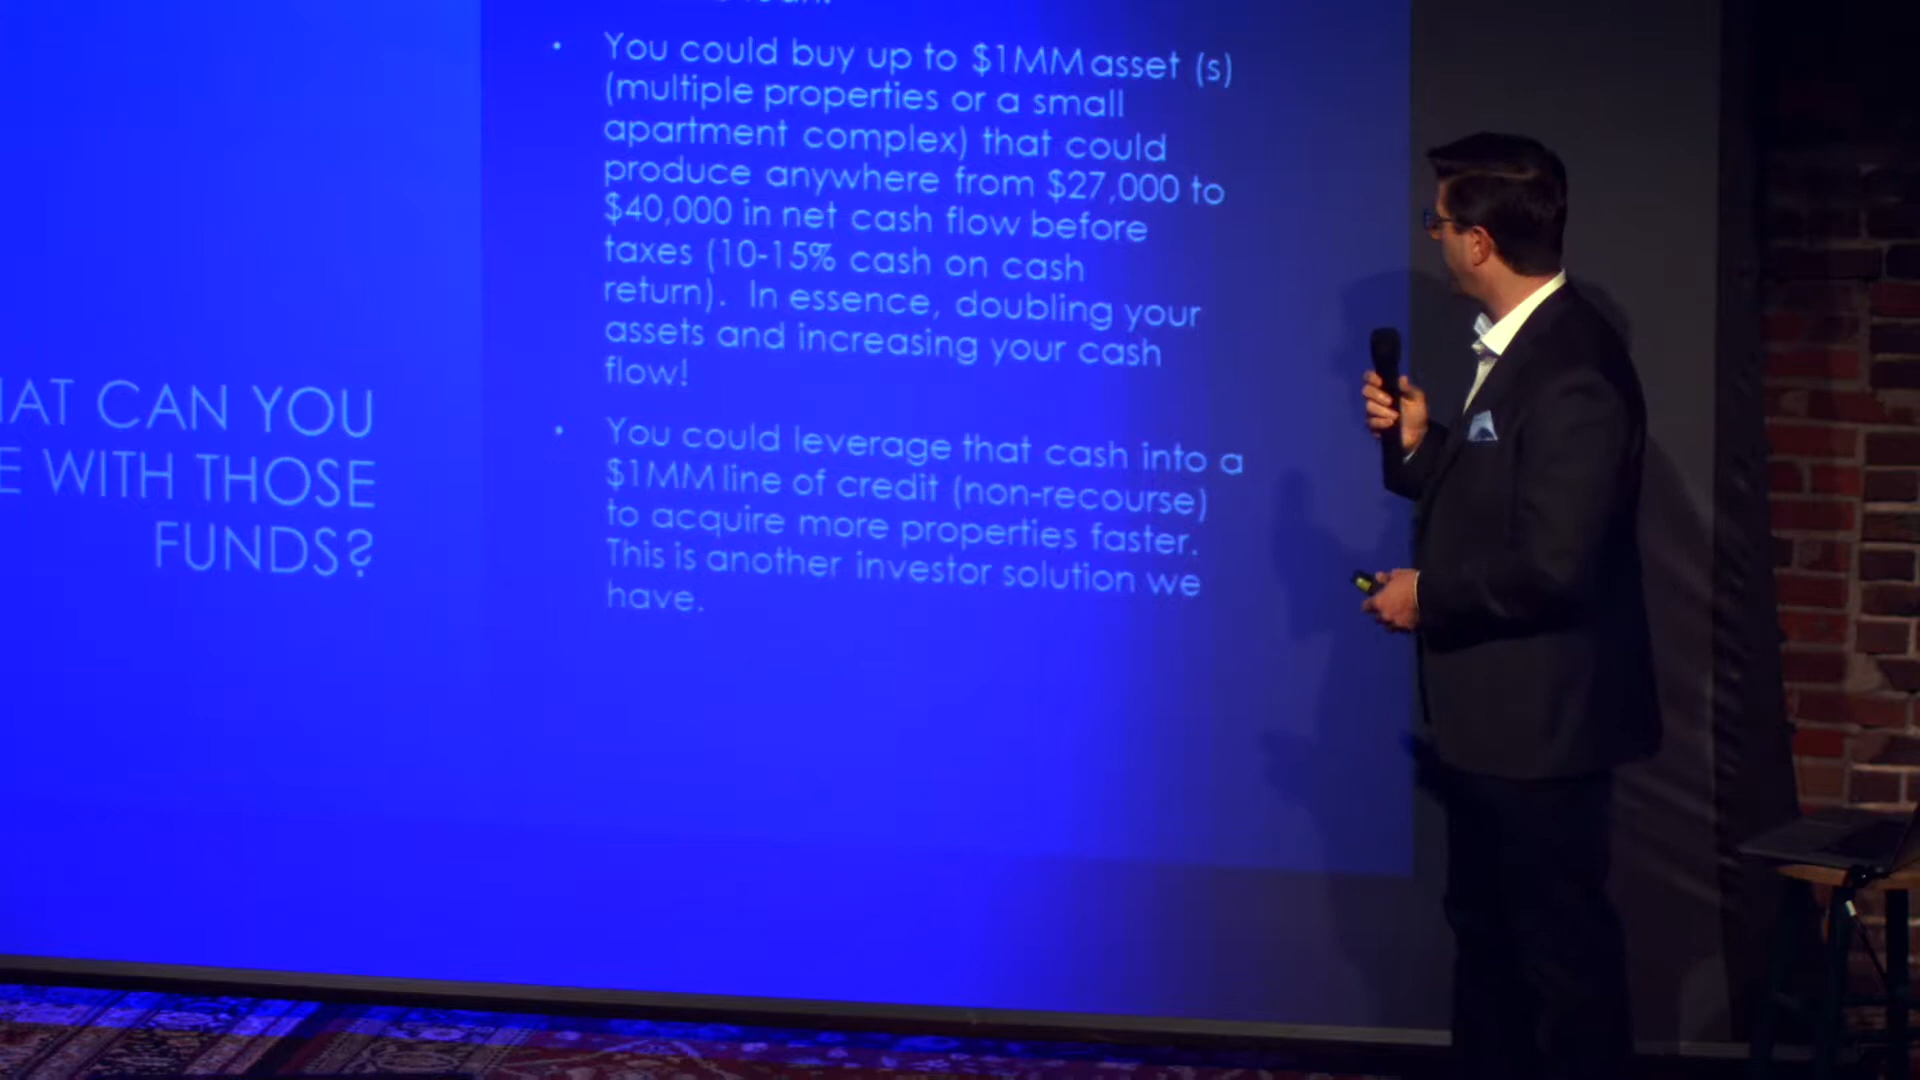 CAN YOU
WITH THOSE
FUNDS?
• You could buy up to $1MM asset (s)
(multiple properties or a small
apartment complex) that could
produce anywhere from $27,000 to
$40,000 in net cash flow before
taxes (10-15% cash on cash
return). In essence, doubling your
assets and increasing your cash
flow!
• You could leverage that cash into a
$1MM line of credit (non-recourse)
to acquire more properties faster.
This is another investor solution we
have.